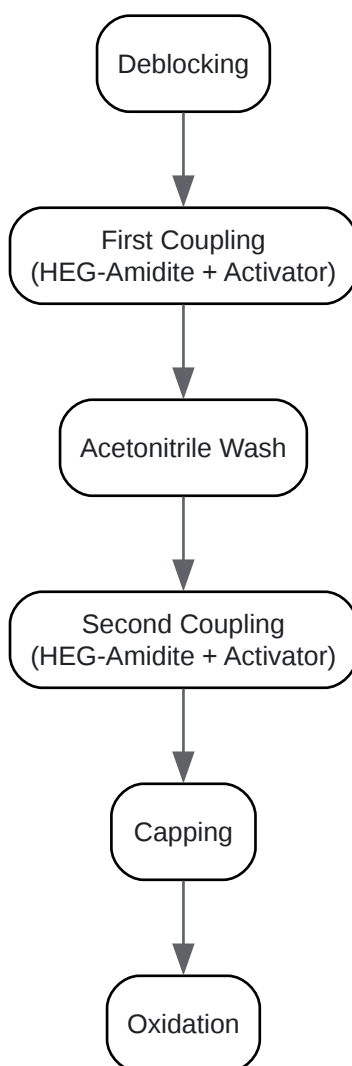 Deblocking
First Coupling
(HEG-Amidite + Activator)
Acetonitrile Wash
Second Coupling
(HEG-Amidite + Activator)
Capping
Oxidation